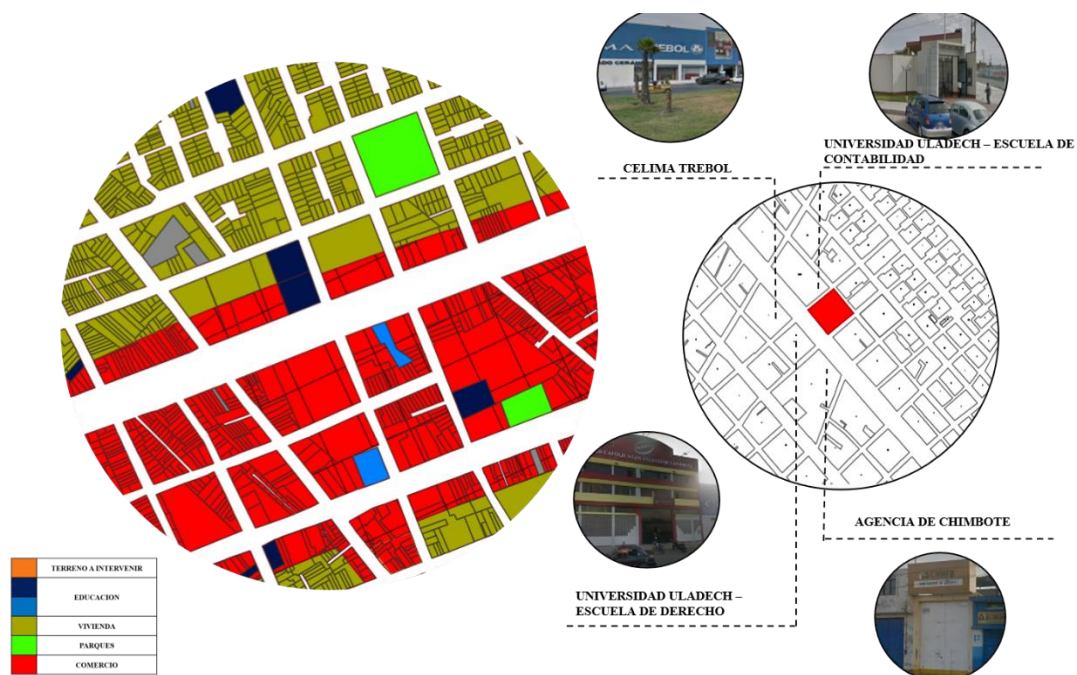 TREBOL
CELIMA TREBOL
UNIVERSIDAD ULADECH – ESCUELA DE
CONTABILIDAD
UNIVERSIDAD ULADECH –
ESCUELA DE DERECHO
AGENCIA DE CHIMBOTE
TERRENO A INTERVENIR
EDUCACION
VIVIENDA
PARQUES
COMERCIO